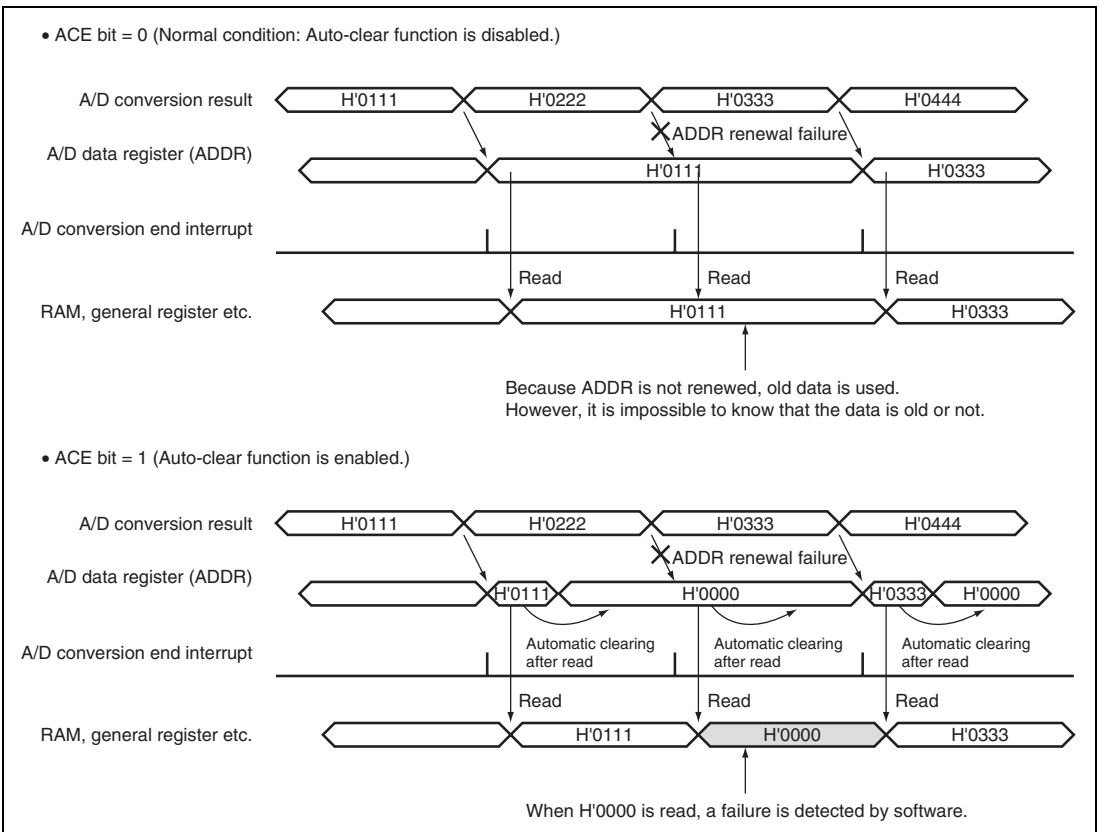 • ACE bit = 0 (Normal condition: Auto-clear function is disabled.)
A/D conversion result
H'0111
H'0222
H'0333
H'0444
ADDR renewal failure
A/D data register (ADDR)
H'0111
H'0333
A/D conversion end interrupt
Read
Read
Read
RAM, general register etc.
H'0111
H'0333
Because ADDR is not renewed, old data is used.
However, it is impossible to know that the data is old or not.
• ACE bit = 1 (Auto-clear function is enabled.)
A/D conversion result
H'0111
H'0222
H'0333
H'0444
ADDR renewal failure
A/D data register (ADDR)
H'0111
H'0000
H'0333
H'0000
Automatic clearing
after read
Automatic clearing
after read
Automatic clearing
after read
A/D conversion end interrupt
Read
Read
Read
RAM, general register etc.
H'0111
H'0000
H'0333
When H'0000 is read, a failure is detected by software.